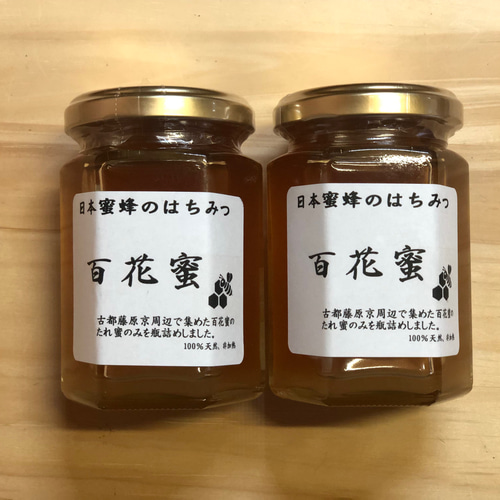 日本蜜蜂のはちみつ
百花蜜
古都藤原京周辺で集めた百花蜜の
たれ蜜のみを瓶詰めしました。
100%天然、非加熱
日本蜜蜂のはちみつ
百花蜜
古都藤原京周辺で集めた百花蜜の
たれ蜜のみを瓶詰めしました。
100%天然、非加熱